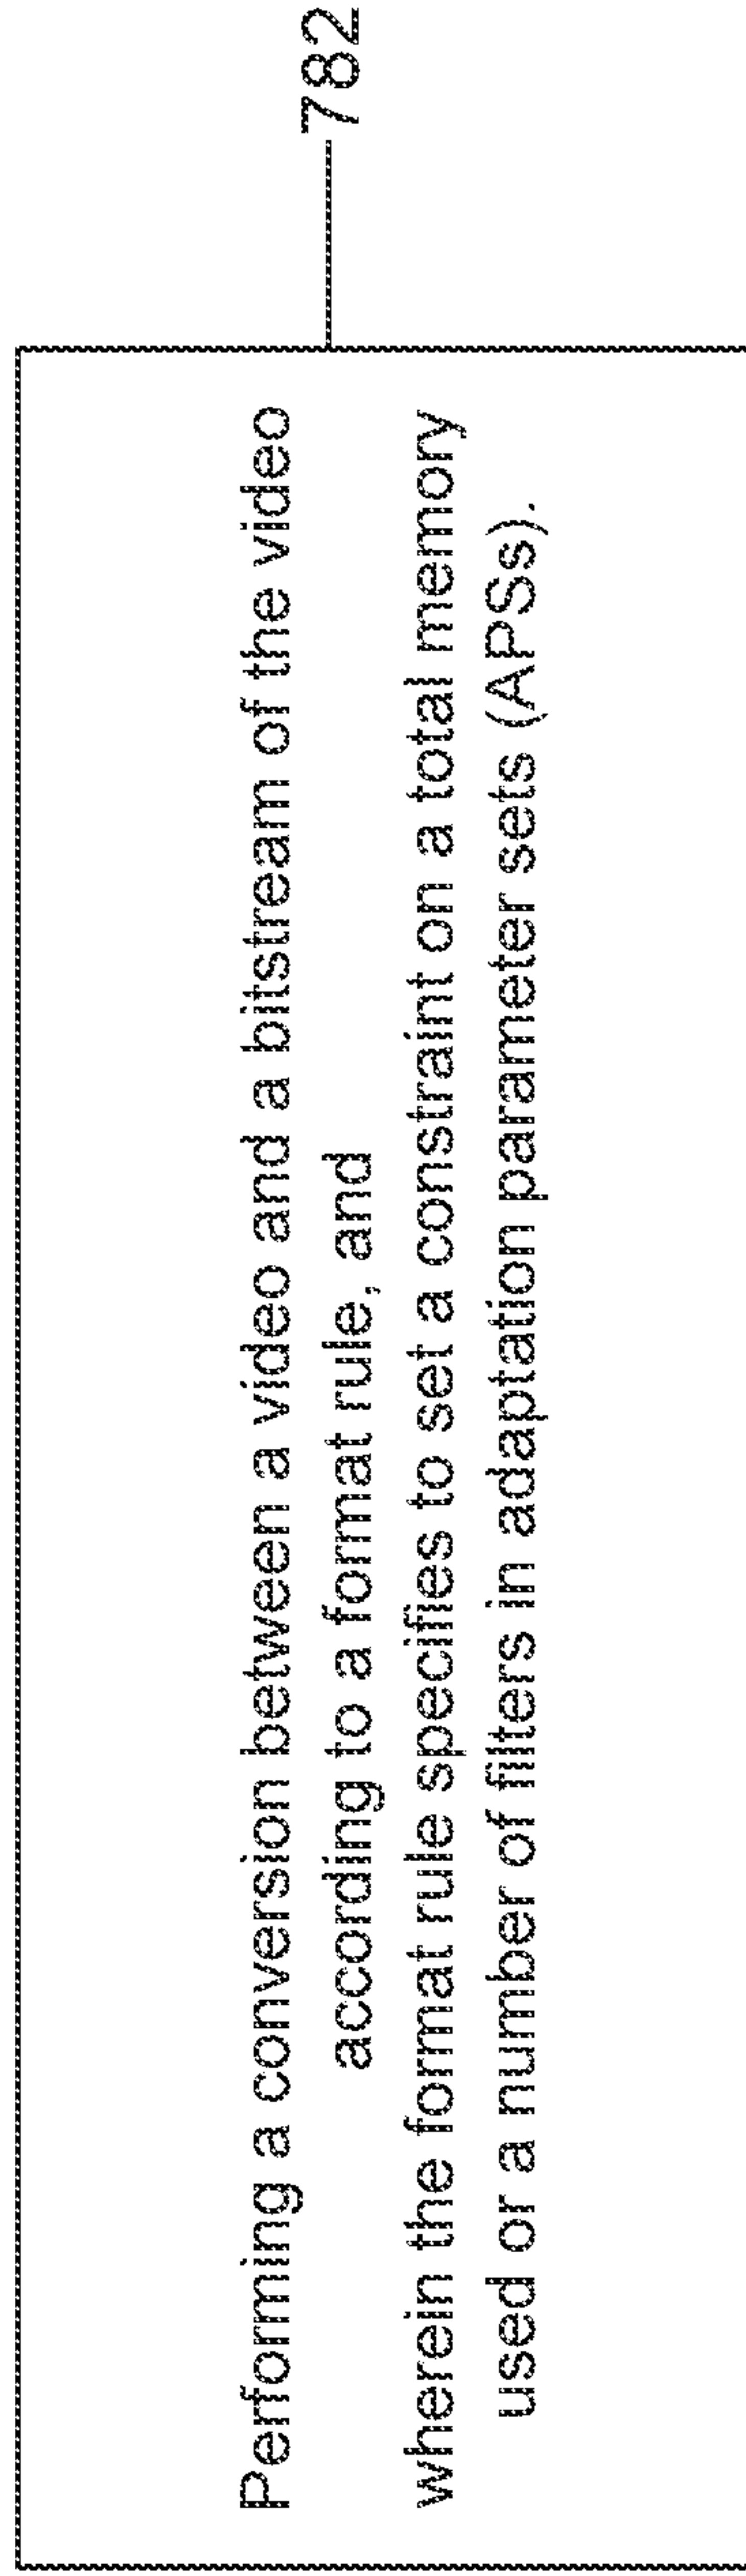 Performing a conversion between a video and a bitstream of the video
according to a format rule, and
wherein the format rule specifies to set a constraint on a total memory
used or a number of filters in adaptation parameter sets (APSs).
782